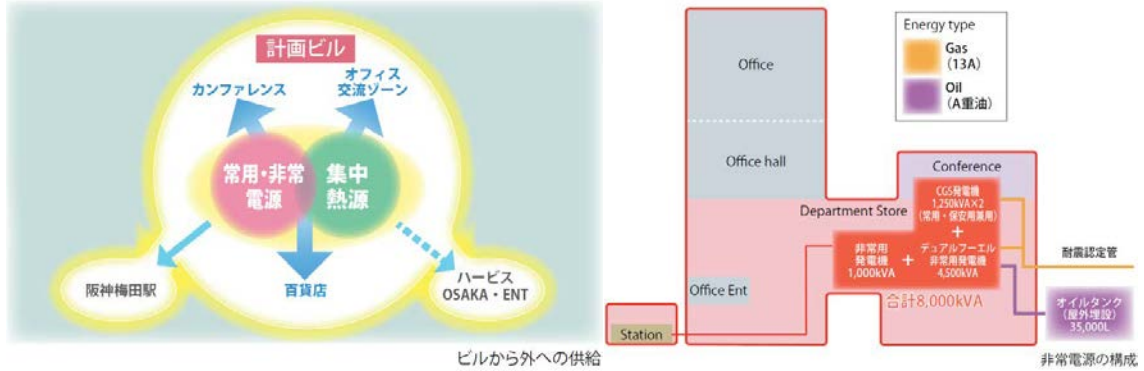 計画ビル
カンファレンス
オフィス
交流ゾーン
常用・非常
電源
集中
熱源
阪神梅田駅
百貨店
ハービス
OSAKA・ENT
ビルから外への供給
Office
Office hall
Office Ent
Station
Department Store
Conference
CGS発電機
1,250kVA×2
(常用・保安用兼用)
+
非常用
発電機
1,000kVA
+
デュアルフーエル
非常用発電機
4,500kVA
合計8,000kVA
Energy type
Gas
(13A)
Oil
(A重油)
耐震認定管
オイルタンク
(屋外埋設)
35,000L
非常電源の構成